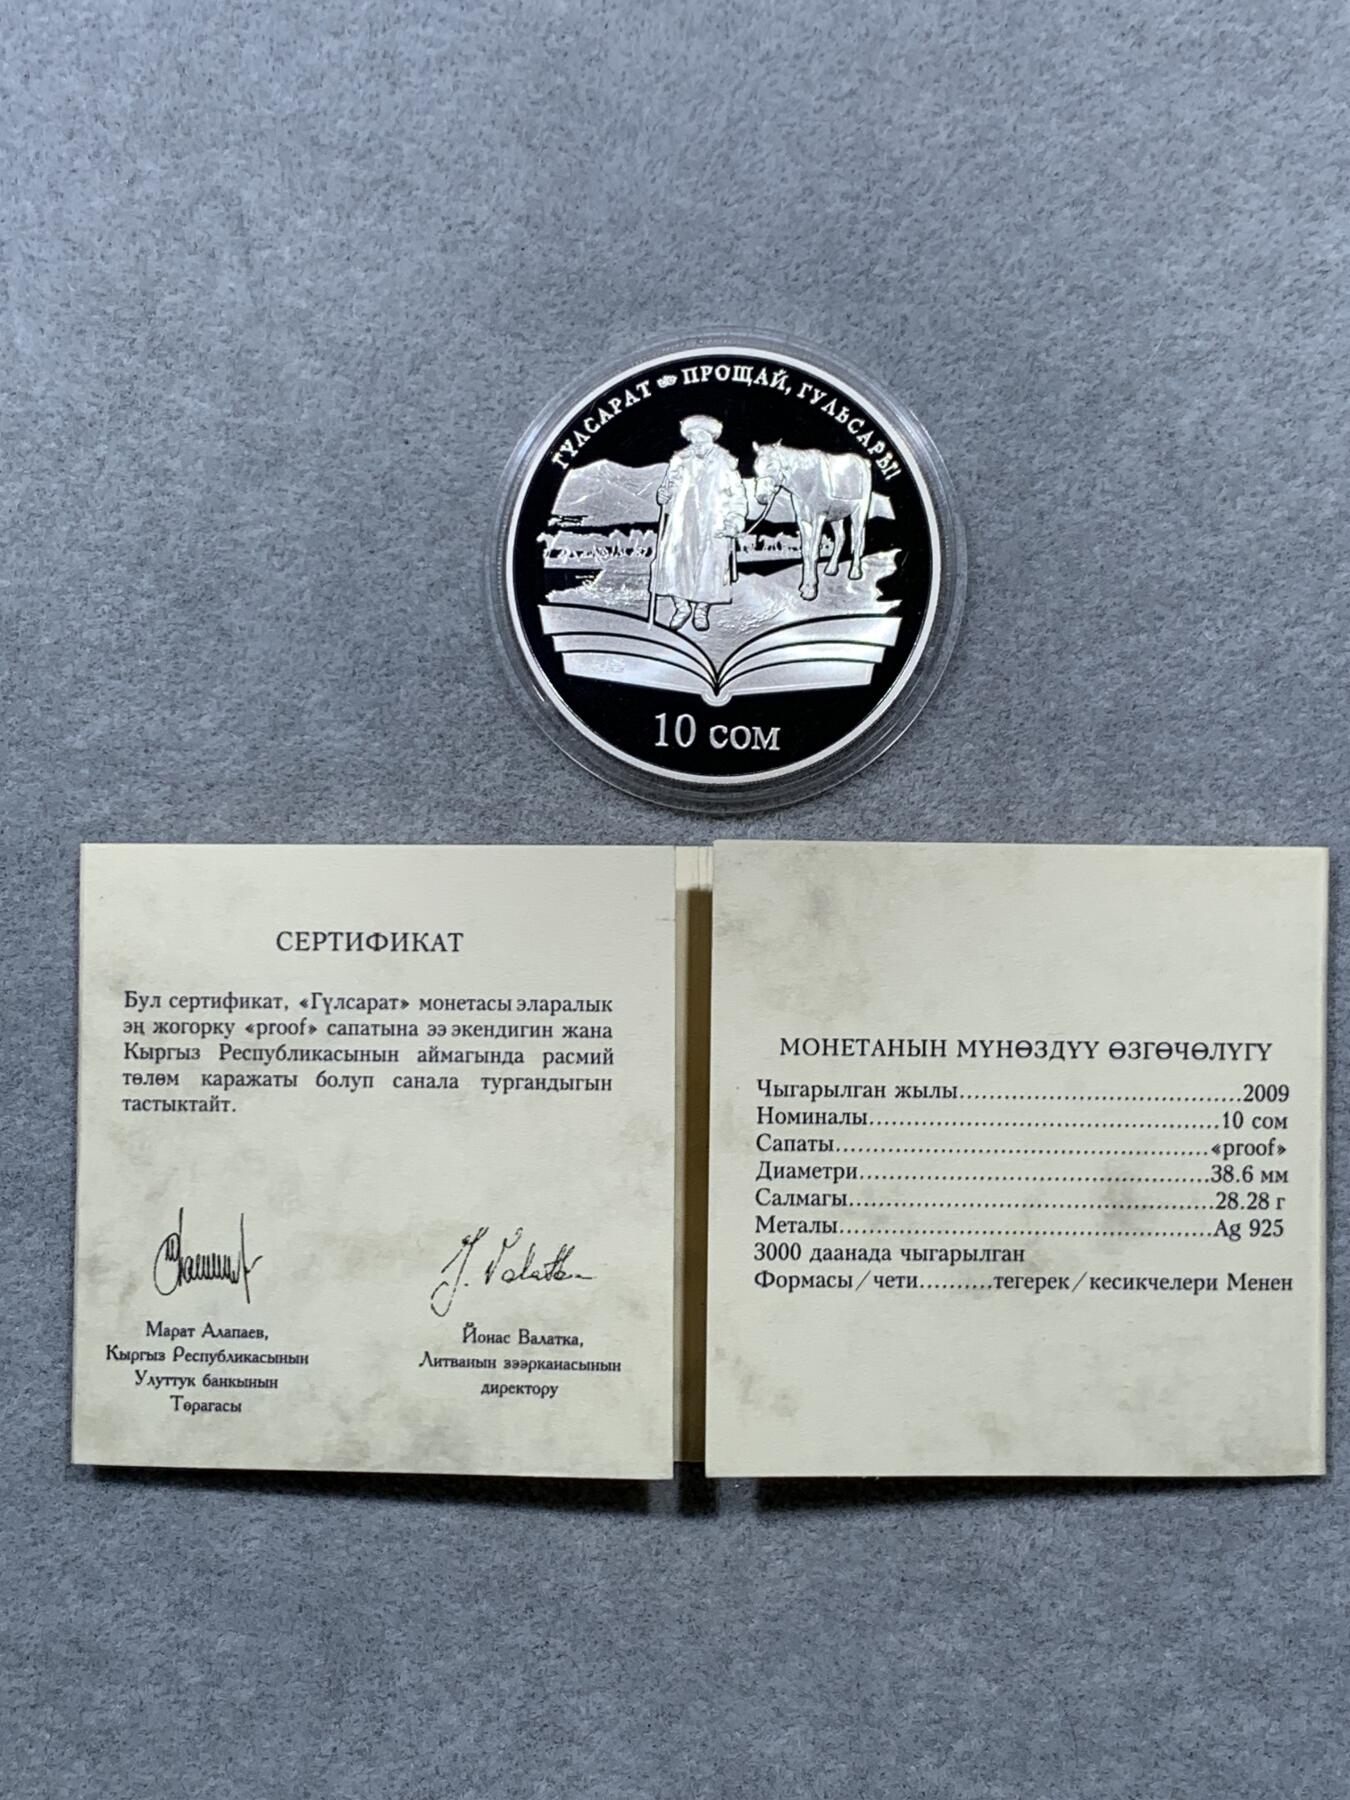 ГҮЛСАРАТ ПРОЩАЙ, ГУЛЬСАРЫ!
10 СОМ
СЕРТИФИКАТ
Бул сертификат, «Гүлсарат» монетасы эларалык
эң жогорку «proof» сапатына ээ экендигин жана
Кыргыз Республикасынын аймагында расмий
төлөм каражаты болуп санала тургандыгын
тастыктайт.
Марат Алапаев,
Кыргыз Республикасынын
Улуттук банкынын
Төрагасы
J. Valatka
Йонас Валатка,
Литванын зээрканасынын
директору
МОНЕТАНЫН МҮНӨЗДҮҮ ӨЗГӨЧӨЛҮГҮ
Чыгарылган жылы.......................................2009
Номиналы................................................10 сом
Сапаты....................................................«proof»
Диаметри.................................................38.6 мм
Салмагы..................................................28.28 г
Металы...................................................Ag 925
3000 даанада чыгарылган
Формасы/чети..........тегерек/кесикчелери Менен